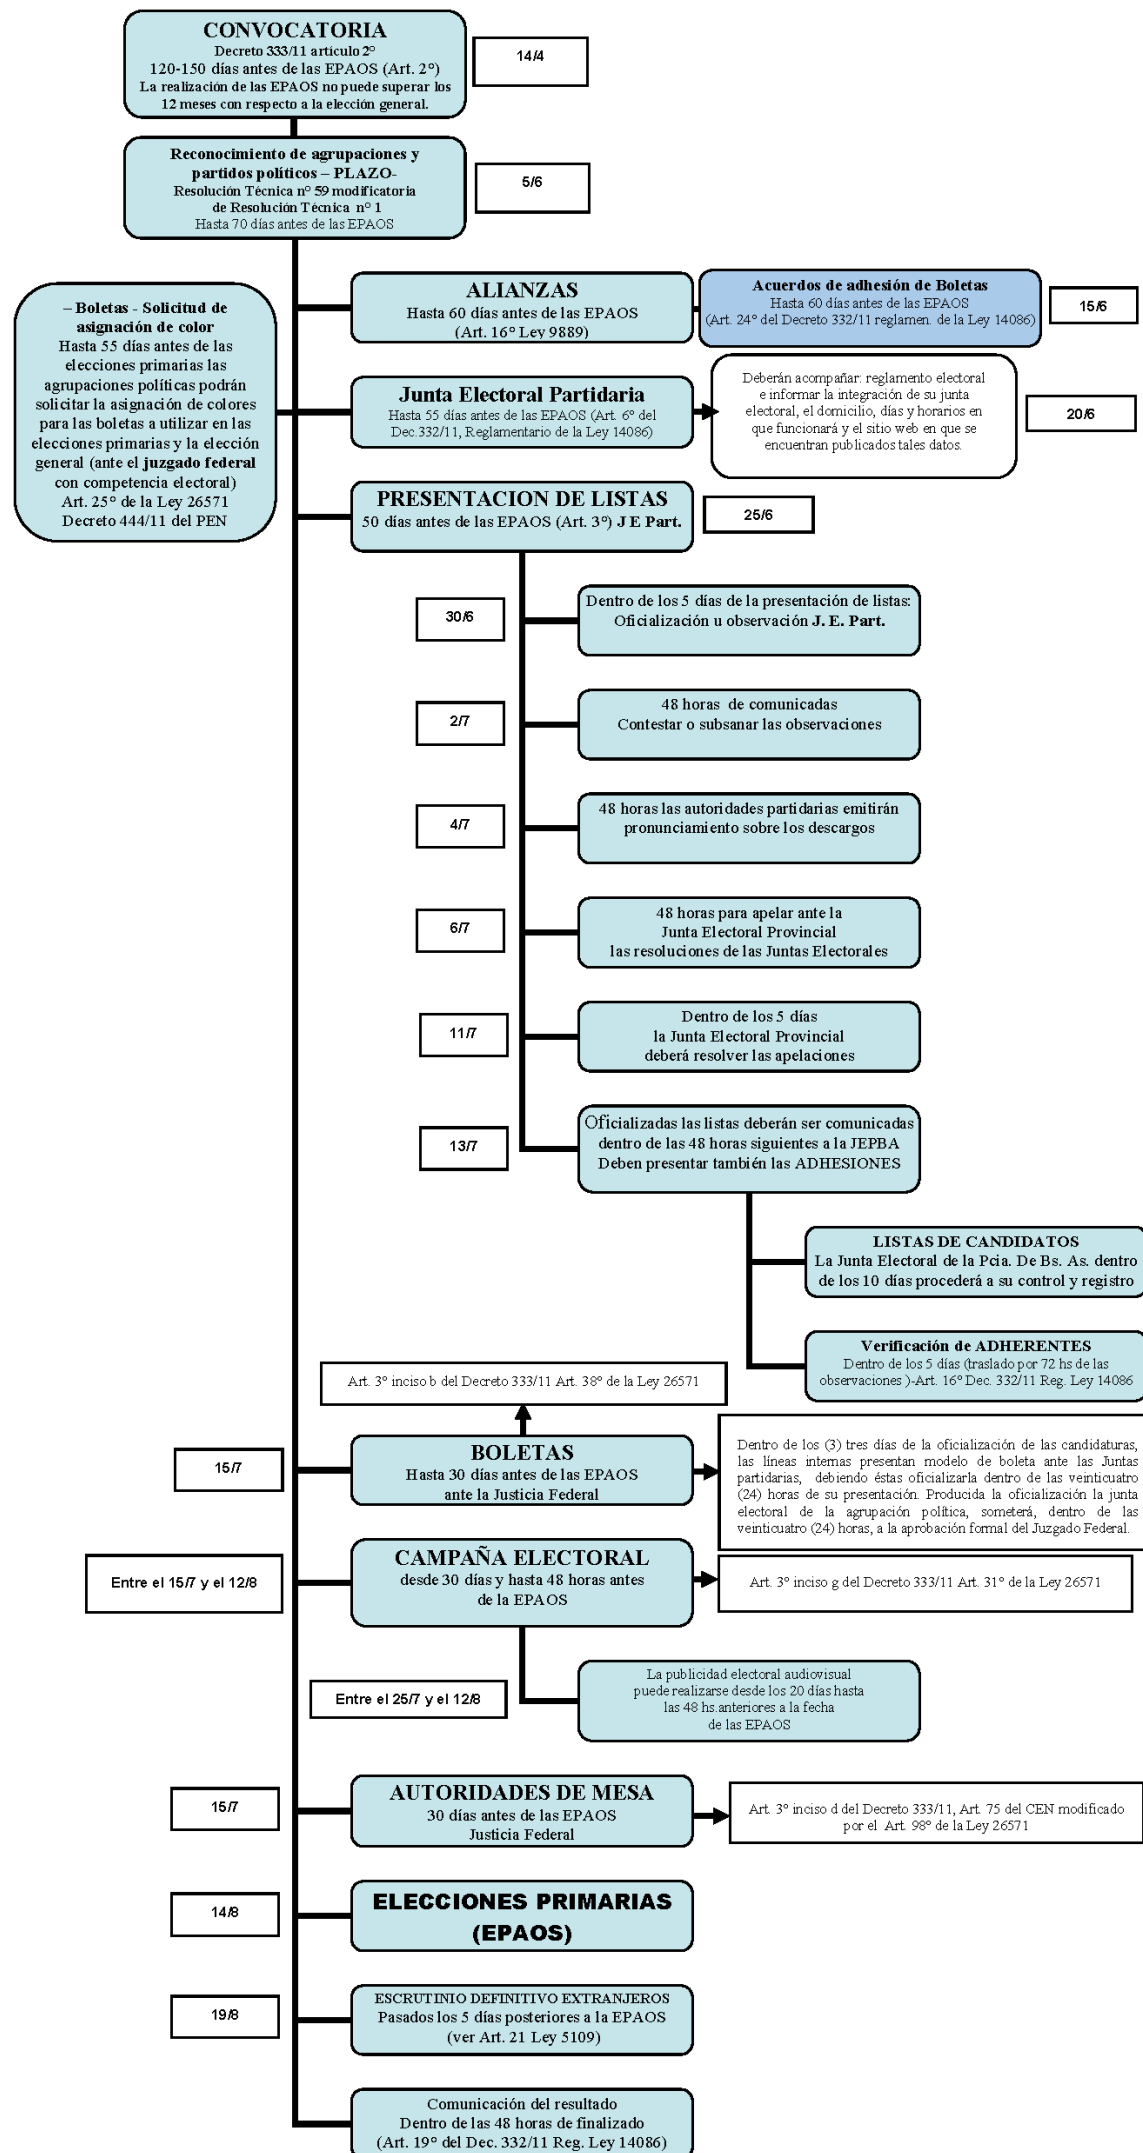 CONVOCATORIA
Decreto 333/11 artículo 2°
120-150 días antes de las EPAOS (Art. 2°)
La realización de las EPAOS no puede superar los
12 meses con respecto a la elección general.
14/4
Reconocimiento de agrupaciones y
partidos políticos – PLAZO-
Resolución Técnica n° 59 modificatoria
de Resolución Técnica n° 1
Hasta 70 días antes de las EPAOS
5/6
ALIANZAS
Hasta 60 días antes de las EPAOS
(Art. 16° Ley 9889)
Acuerdos de adhesión de Boletas
Hasta 60 días antes de las EPAOS
(Art. 24° del Decreto 332/11 reglamen. de la Ley 14086)
15/6
– Boletas - Solicitud de
asignación de color
Hasta 55 días antes de las
elecciones primarias las
agrupaciones políticas podrán
solicitar la asignación de colores
para las boletas a utilizar en las
elecciones primarias y la elección
general (ante el juzgado federal
con competencia electoral)
Art. 25° de la Ley 26571
Decreto 444/11 del PEN
Junta Electoral Partidaria
Hasta 55 días antes de las EPAOS (Art. 6° del
Dec.332/11, Reglamentario de la Ley 14086)
Deberán acompañar: reglamento electoral
e informar la integración de su junta
electoral, el domicilio, días y horarios en
que funcionará y el sitio web en que se
encuentran publicados tales datos.
20/6
PRESENTACION DE LISTAS
50 días antes de las EPAOS (Art. 3°) J E Part.
25/6
30/6
Dentro de los 5 días de la presentación de listas:
Oficialización u observación J. E. Part.
2/7
48 horas de comunicadas
Contestar o subsanar las observaciones
4/7
48 horas las autoridades partidarias emitirán
pronunciamiento sobre los descargos
6/7
48 horas para apelar ante la
Junta Electoral Provincial
las resoluciones de las Juntas Electorales
11/7
Dentro de los 5 días
la Junta Electoral Provincial
deberá resolver las apelaciones
13/7
Oficializadas las listas deberán ser comunicadas
dentro de las 48 horas siguientes a la JEPBA
Deben presentar también las ADHESIONES
LISTAS DE CANDIDATOS
La Junta Electoral de la Pcia. De Bs. As. dentro
de los 10 días procederá a su control y registro
Verificación de ADHERENTES
Dentro de los 5 días (traslado por 72 hs de las
observaciones )-Art. 16° Dec. 332/11 Reg. Ley 14086
Art. 3° inciso b del Decreto 333/11 Art. 38° de la Ley 26571
15/7
BOLETAS
Hasta 30 días antes de las EPAOS
ante la Justicia Federal
Dentro de los (3) tres días de la oficialización de las candidaturas,
las líneas internas presentan modelo de boleta ante las Juntas
partidarias, debiendo éstas oficializarla dentro de las veinticuatro
(24) horas de su presentación. Producida la oficialización la junta
electoral de la agrupación política, someterá, dentro de las
veinticuatro (24) horas, a la aprobación formal del Juzgado Federal.
Entre el 15/7 y el 12/8
CAMPAÑA ELECTORAL
desde 30 días y hasta 48 horas antes
de la EPAOS
Art. 3° inciso g del Decreto 333/11 Art. 31° de la Ley 26571
Entre el 25/7 y el 12/8
La publicidad electoral audiovisual
puede realizarse desde los 20 días hasta
las 48 hs.anteriores a la fecha
de las EPAOS
15/7
AUTORIDADES DE MESA
30 días antes de las EPAOS
Justicia Federal
Art. 3° inciso d del Decreto 333/11, Art. 75 del CEN modificado
por el Art. 98° de la Ley 26571
14/8
ELECCIONES PRIMARIAS
(EPAOS)
19/8
ESCRUTINIO DEFINITIVO EXTRANJEROS
Pasados los 5 días posteriores a la EPAOS
(ver Art. 21 Ley 5109)
Comunicación del resultado
Dentro de las 48 horas de finalizado
(Art. 19° del Dec. 332/11 Reg. Ley 14086)